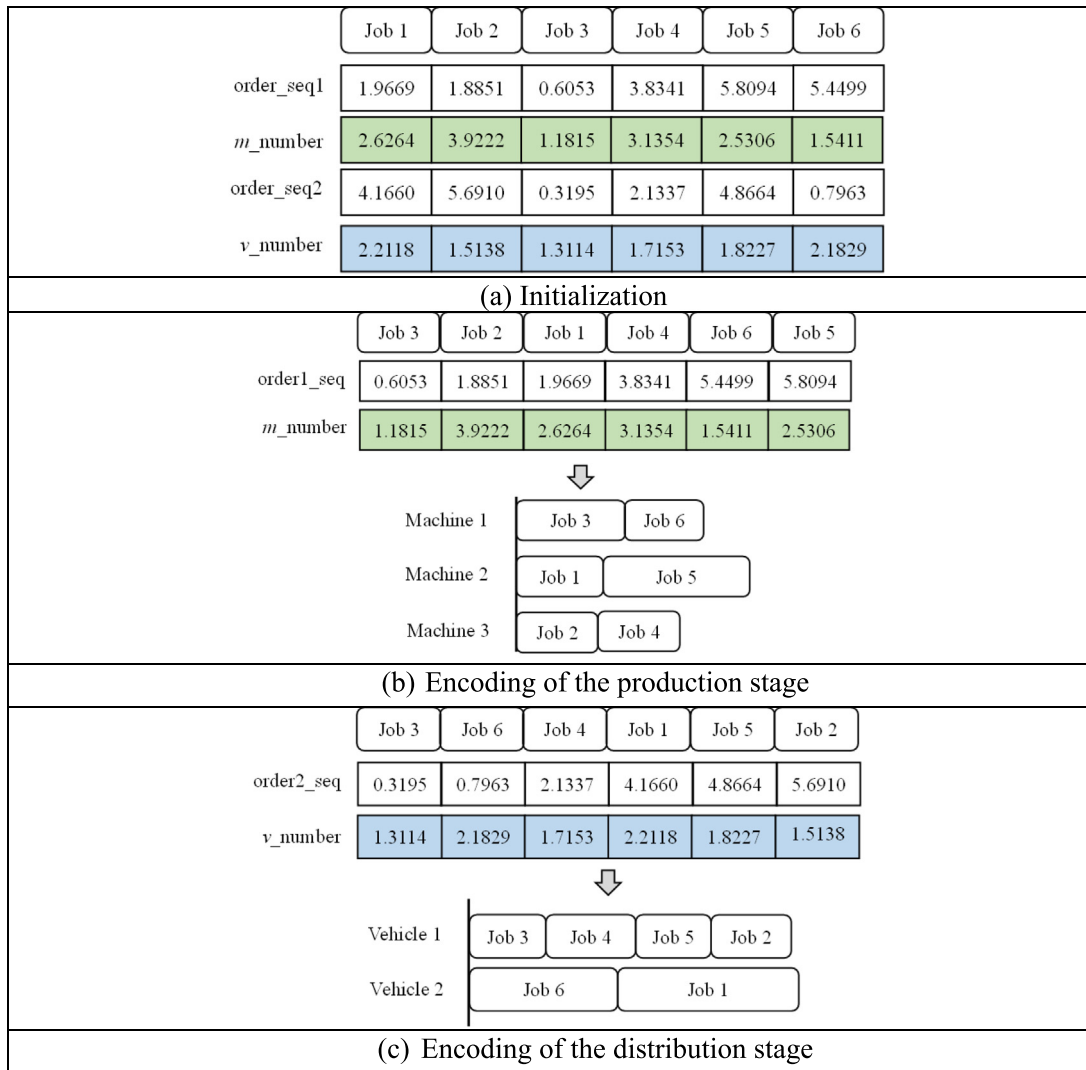 Job 1 Job 2 Job 3 Job 4 Job 5 Job 6
order_seq1 1.9669 1.8851 0.6053 3.8341 5.8094 5.4499
m_number 2.6264 3.9222 1.1815 3.1354 2.5306 1.5411
order_seq2 4.1660 5.6910 0.3195 2.1337 4.8664 0.7963
v_number 2.2118 1.5138 1.3114 1.7153 1.8227 2.1829
(a) Initialization
Job 3 Job 2 Job 1 Job 4 Job 6 Job 5
order1_seq 0.6053 1.8851 1.9669 3.8341 5.4499 5.8094
m_number 1.1815 3.9222 2.6264 3.1354 1.5411 2.5306
Machine 1 Job 3 Job 6
Machine 2 Job 1 Job 5
Machine 3 Job 2 Job 4
(b) Encoding of the production stage
Job 3 Job 6 Job 4 Job 1 Job 5 Job 2
order2_seq 0.3195 0.7963 2.1337 4.1660 4.8664 5.6910
v_number 1.3114 2.1829 1.7153 2.2118 1.8227 1.5138
Vehicle 1 Job 3 Job 4 Job 5 Job 2
Vehicle 2 Job 6 Job 1
(c) Encoding of the distribution stage